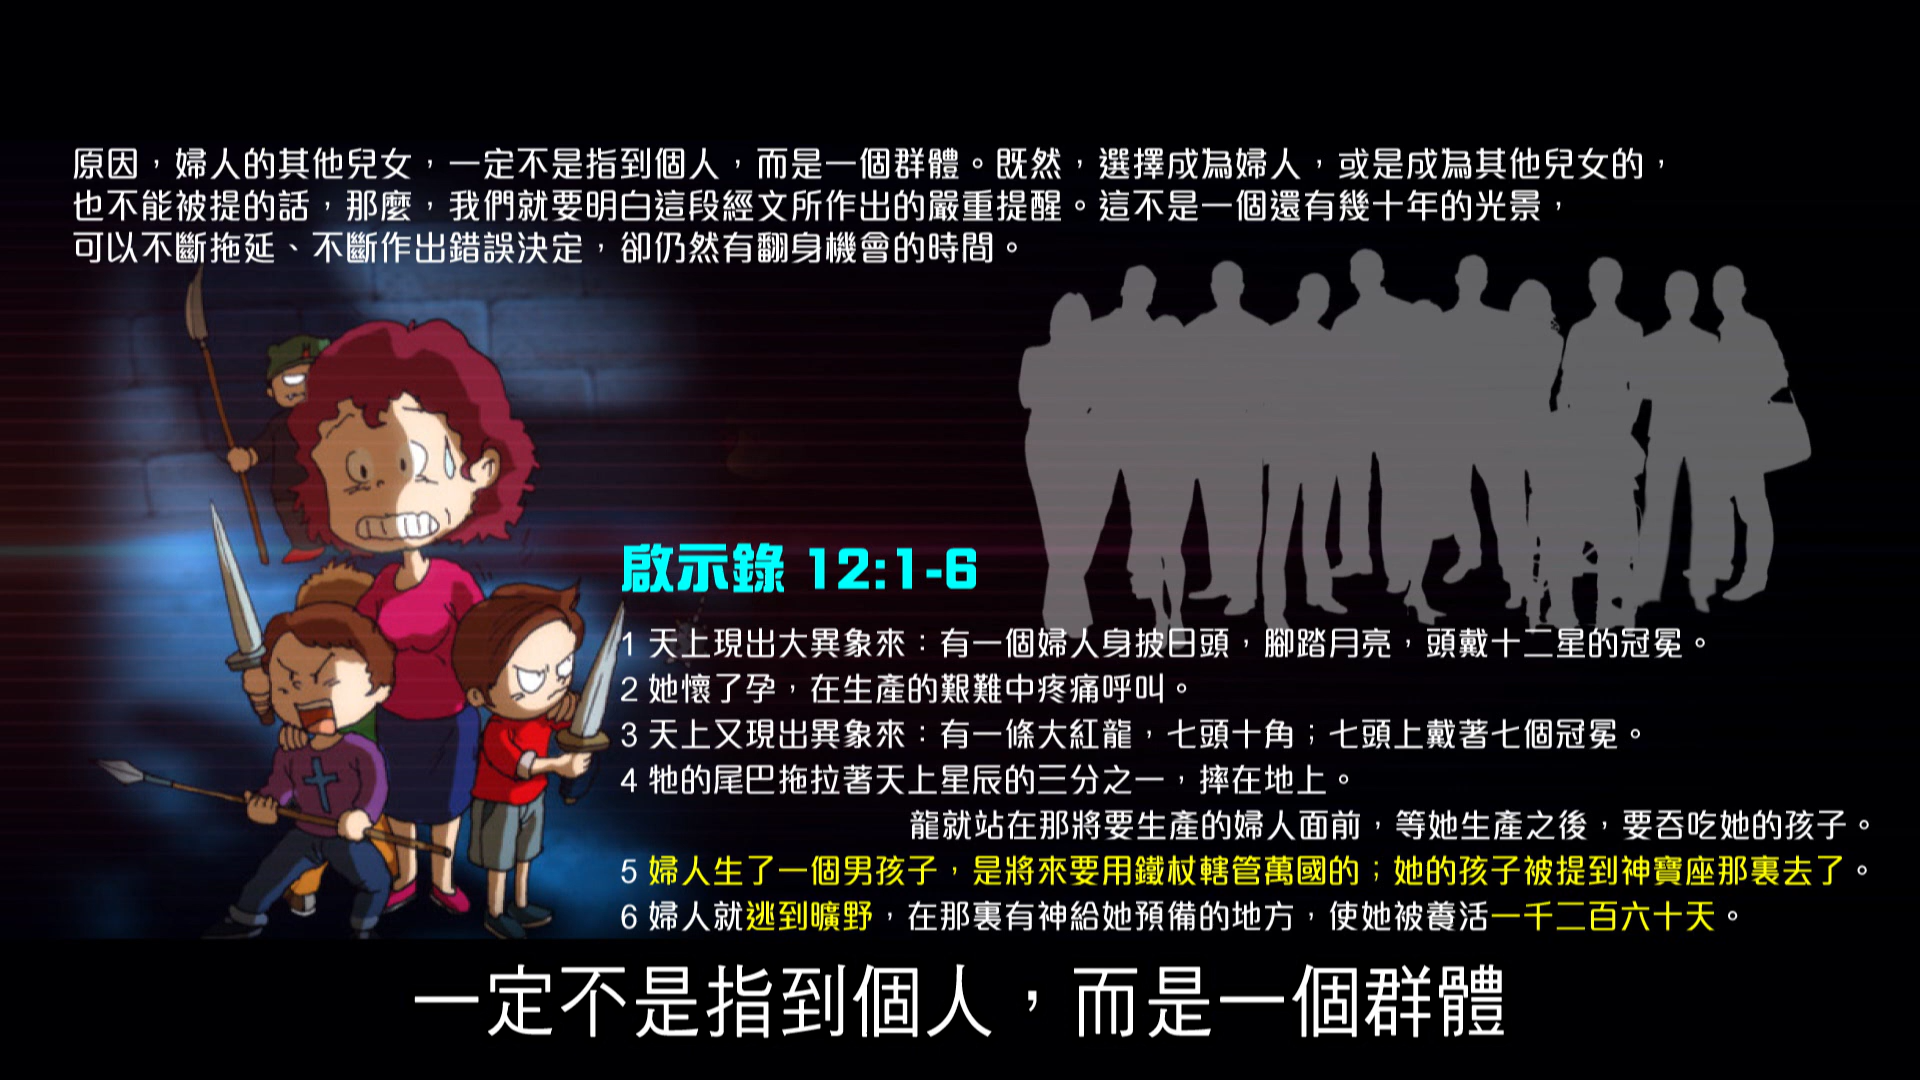 原因，婦人的其他兒女，一定不是指到個人，而是一個群體。既然，選擇成為婦人，或是成為其他兒女的，
也不能被提的話，那麼，我們就要明白這段經文所作出的嚴重提醒。這不是一個還有幾十年的光景，
可以不斷拖延、不斷作出錯誤決定，卻仍然有翻身機會的時間。
啟示錄 12:1-6
1 天上現出大異象來：有一個婦人身披日頭，腳踏月亮，頭戴十二星的冠冕。
2 她懷了孕，在生產的艱難中疼痛呼叫。
3 天上又現出異象來：有一條大紅龍，七頭十角；七頭上戴著七個冠冕。
4 牠的尾巴拖拉著天上星辰的三分之一，摔在地上。
龍就站在那將要生產的婦人面前，等她生產之後，要吞吃她的孩子。
5 婦人生了一個男孩子，是將來要用鐵杖轄管萬國的；她的孩子被提到神寶座那裏去了。
6 婦人就逃到曠野，在那裏有神給她預備的地方，使她被養活一千二百六十天。
一定不是指到個人，而是一個群體